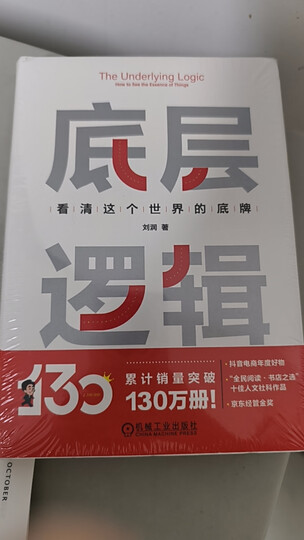 The Underlying Logic
How to See the Essence of Things
底层
看清这个世界的底牌
刘润 著
逻辑
130
累计销量突破
130万册!
· 抖音电商年度好物
· “全民阅读·书店之选”
十佳人文社科作品
· 京东经管金奖
机械工业出版社
CHINA MACHINE PRESS
OCTOBER